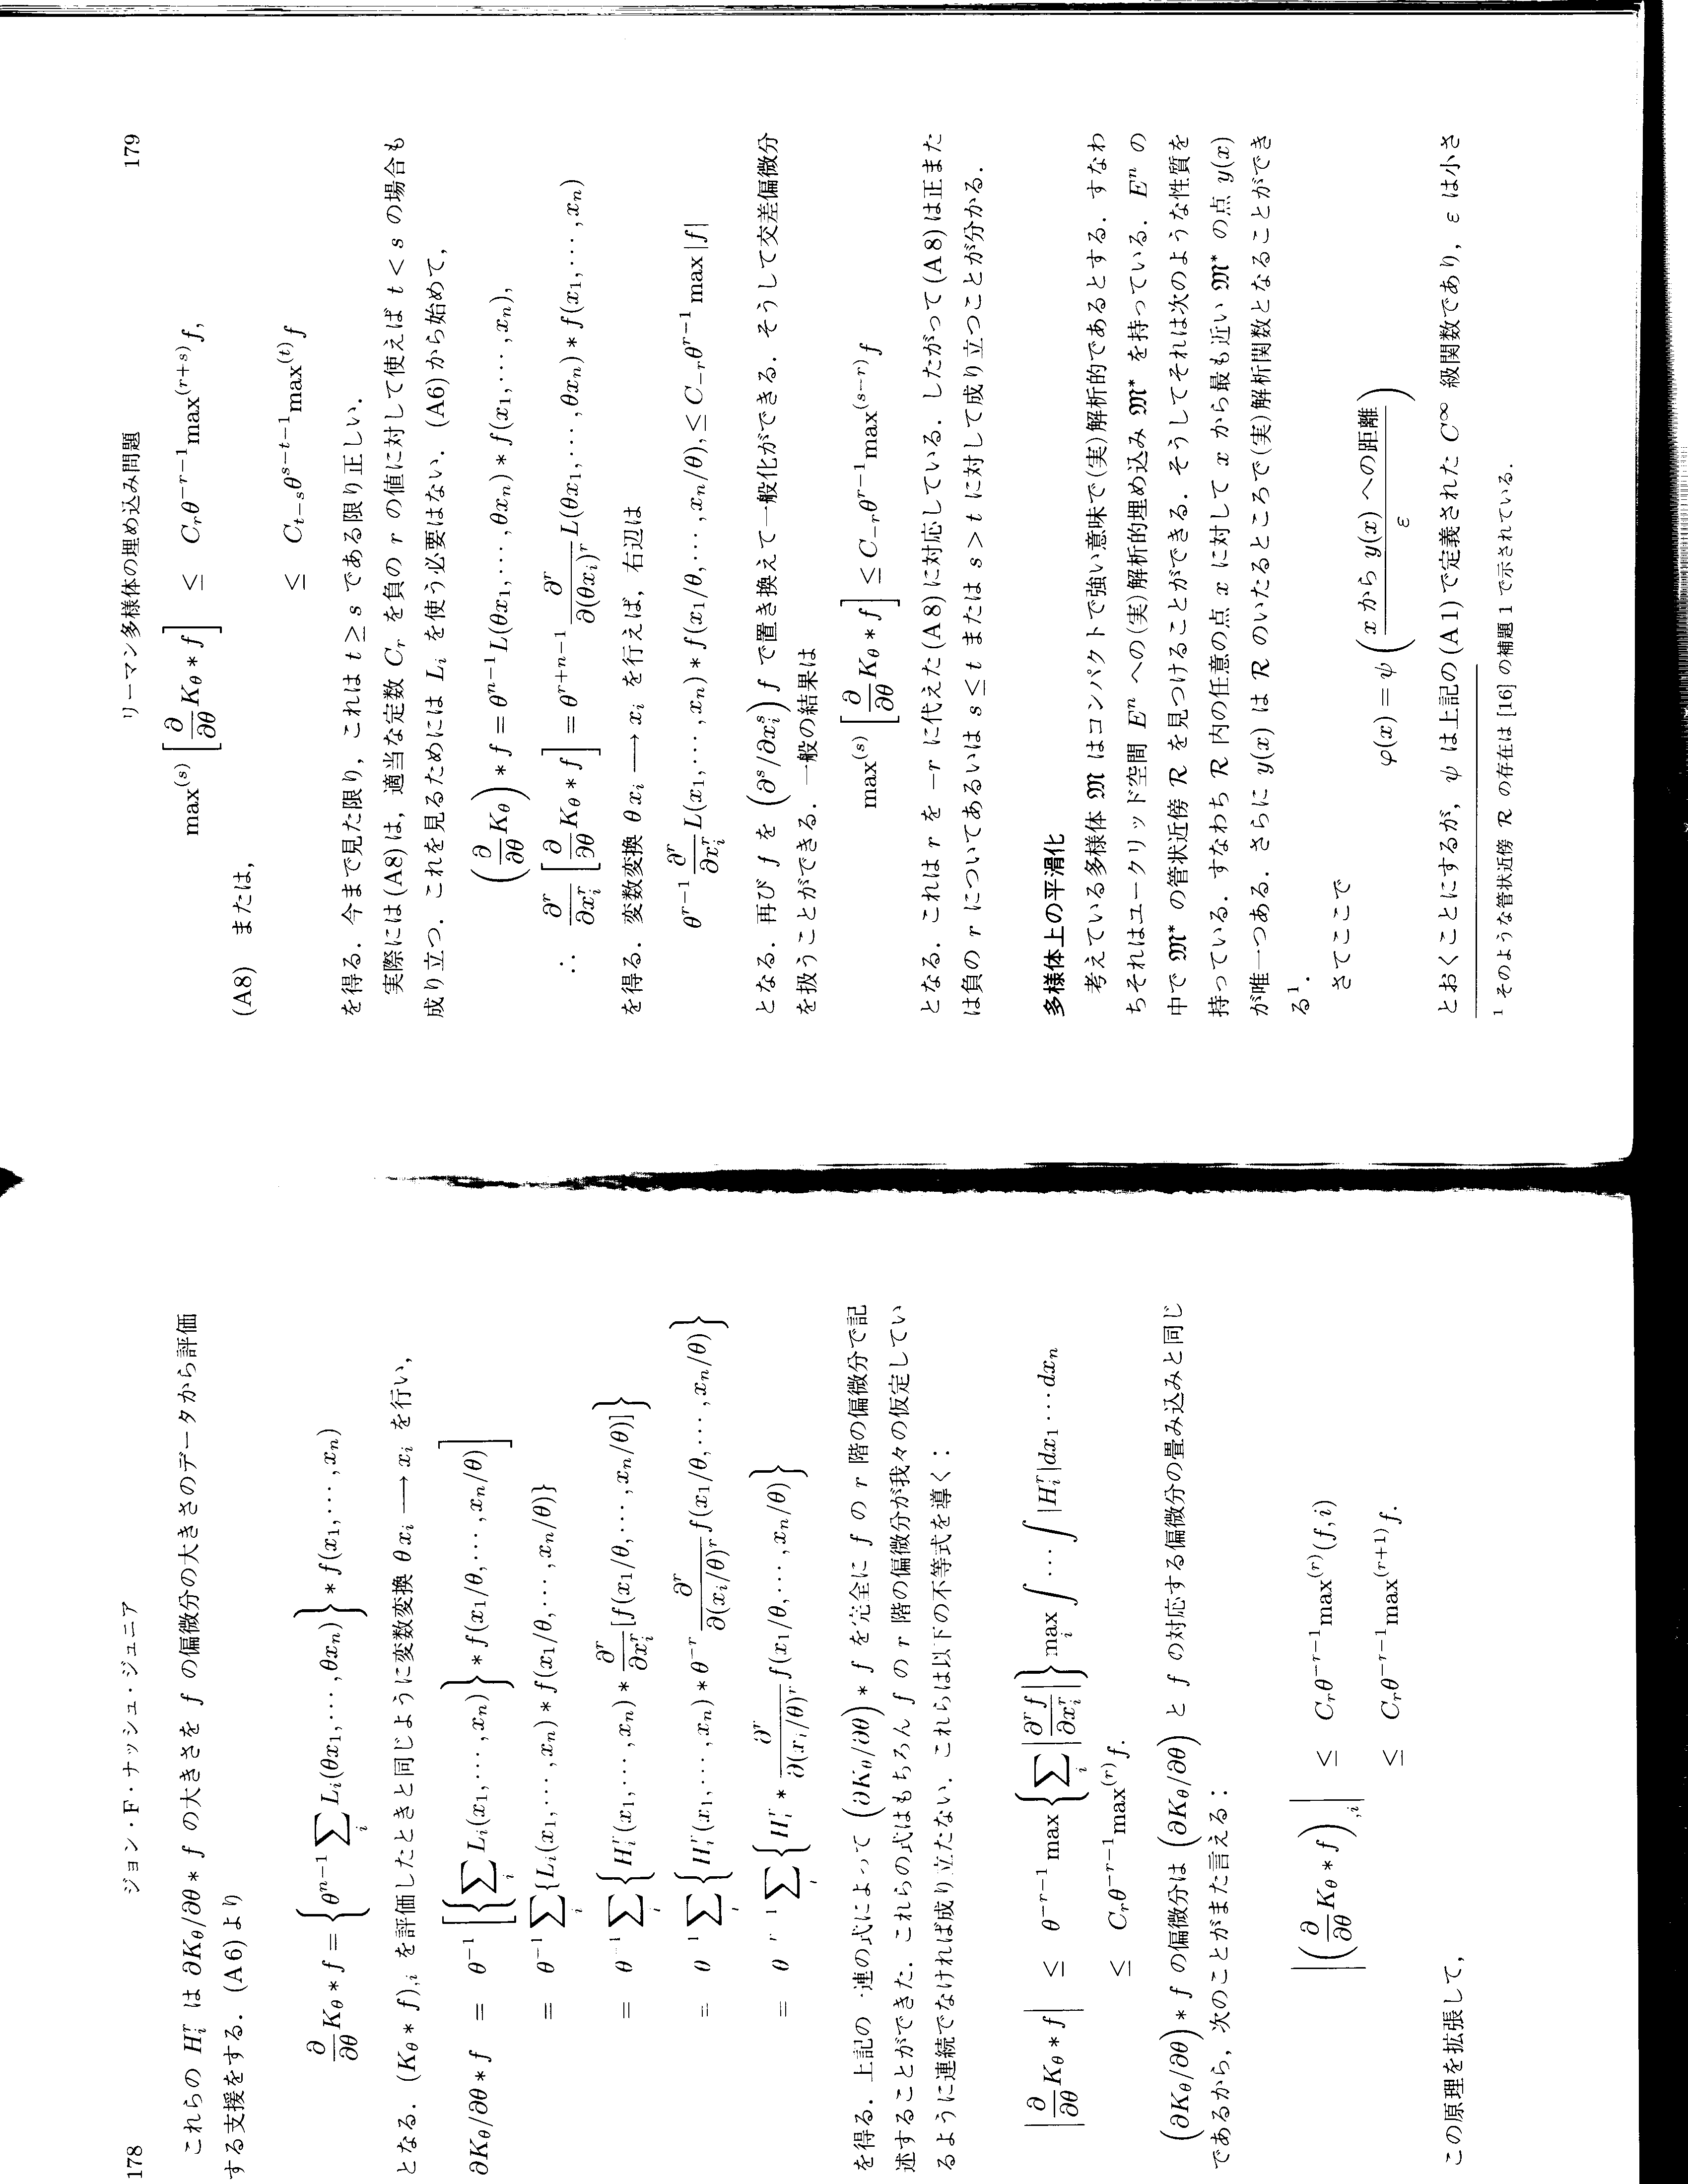 178 ジョン・F・ナッシュ・ジュニア
これらの $H_i^r$ は $\partial K_\theta/\partial\theta * f$ の大きさを $f$ の偏微分の大きさのデータから評価
する支援をする．(A6) より
$\frac{\partial}{\partial\theta}K_\theta * f = \left\{\theta^{n-1}\sum_i L_i(\theta x_1,\cdots,\theta x_n)\right\} * f(x_1,\cdots,x_n)$
となる．$(K_\theta * f)_{,i}$ を評価したときと同じように変数変換 $\theta x_i \longrightarrow x_i$ を行い，
$\partial K_\theta/\partial\theta * f = \theta^{-1}\left[\left\{\sum_i L_i(x_1,\cdots,x_n)\right\} * f(x_1/\theta,\cdots,x_n/\theta)\right]$
$= \theta^{-1}\sum_i\{L_i(x_1,\cdots,x_n) * f(x_1/\theta,\cdots,x_n/\theta)\}$
$= \theta^{-1}\sum_i\left\{H_i^r(x_1,\cdots,x_n) * \frac{\partial^r}{\partial x_i^r}[f(x_1/\theta,\cdots,x_n/\theta)]\right\}$
$= \theta^{-1}\sum_i\left\{H_i^r(x_1,\cdots,x_n) * \theta^{-r}\frac{\partial^r}{\partial(x_i/\theta)^r}f(x_1/\theta,\cdots,x_n/\theta)\right\}$
$= \theta^{-r-1}\sum_i\left\{H_i^r * \frac{\partial^r}{\partial(x_i/\theta)^r}f(x_1/\theta,\cdots,x_n/\theta)\right\}$
を得る．上記の一連の式によって $(\partial K_\theta/\partial\theta) * f$ を完全に $f$ の $r$ 階の偏微分で記
述することができた．これらの式はもちろん $f$ の $r$ 階の偏微分が我々の仮定してい
るように連続でなければ成り立たない．これらは以下の不等式を導く：
$\left|\frac{\partial}{\partial\theta}K_\theta * f\right| \leq \theta^{-r-1}\max\left\{\sum_i\left|\frac{\partial^r f}{\partial x_i^r}\right|\right\}\max_i\int\cdots\int|H_i^r|dx_1\cdots dx_n$
$\leq C_r\theta^{-r-1}\max^{(r)}f.$
$(\partial K_\theta/\partial\theta) * f$ の偏微分は $(\partial K_\theta/\partial\theta)$ と $f$ の対応する偏微分の畳み込みと同じ
であるから，次のことがまた言える：
$\left|\left(\frac{\partial}{\partial\theta}K_\theta * f\right)_{,i}\right| \leq C_r\theta^{-r-1}\max^{(r)}(f,i)$
$\leq C_r\theta^{-r-1}\max^{(r+1)}f.$
この原理を拡張して，
リーマン多様体の埋め込み問題 179
$\max^{(s)}\left[\frac{\partial}{\partial\theta}K_\theta * f\right] \leq C_r\theta^{-r-1}\max^{(r+s)}f,$
(A8) または，
$\leq C_{t-s}\theta^{s-t-1}\max^{(t)}f$
を得る．今まで見た限り，これは $t \geq s$ である限り正しい．
実際には (A8) は，適当な定数 $C_r$ を負の $r$ の値に対して使えば $t < s$ の場合も
成り立つ．これを見るためには $L_i$ を使う必要はない．(A6) から始めて，
$\left(\frac{\partial}{\partial\theta}K_\theta\right) * f = \theta^{n-1}L(\theta x_1,\cdots,\theta x_n) * f(x_1,\cdots,x_n),$
$\therefore \frac{\partial^r}{\partial x_i^r}\left[\frac{\partial}{\partial\theta}K_\theta * f\right] = \theta^{r+n-1}\frac{\partial^r}{\partial(\theta x_i)^r}L(\theta x_1,\cdots,\theta x_n) * f(x_1,\cdots,x_n)$
を得る．変数変換 $\theta x_i \longrightarrow x_i$ を行えば，右辺は
$\theta^{r-1}\frac{\partial^r}{\partial x_i^r}L(x_1,\cdots,x_n) * f(x_1/\theta,\cdots,x_n/\theta), \leq C_{-r}\theta^{r-1}\max|f|$
となる．再び $f$ を $(\partial^s/\partial x_i^s) f$ で置き換えて一般化ができる．そうして交差偏微分
を扱うことができる．一般の結果は
$\max^{(s)}\left[\frac{\partial}{\partial\theta}K_\theta * f\right] \leq C_{-r}\theta^{r-1}\max^{(s-r)}f$
となる．これは $r$ を $-r$ に代えた (A8) に対応している．したがって (A8) は正また
は負の $r$ についてあるいは $s \leq t$ または $s > t$ に対して成り立つことが分かる．
多様体上の平滑化
考えている多様体 $\mathfrak{M}$ はコンパクトで強い意味で(実)解析的であるとする．すなわ
ちそれはユークリッド空間 $E^n$ への(実)解析的埋め込み $\mathfrak{M}^*$ を持っている．$E^n$ の
中で $\mathfrak{M}^*$ の管状近傍 $\mathcal{R}$ を見つけることができる．そうしてそれは次のような性質を
持っている．すなわち $\mathcal{R}$ 内の任意の点 $x$ に対して $x$ から最も近い $\mathfrak{M}^*$ の点 $y(x)$
が唯一つある．さらに $y(x)$ は $\mathcal{R}$ のいたるところで(実)解析関数となることができ
る$^1$．
さてここで
$\varphi(x) = \psi\left(\frac{x から y(x) への距離}{\varepsilon}\right)$
とおくことにするが，$\psi$ は上記の (A1) で定義された $C^\infty$ 級関数であり，$\varepsilon$ は小さ
$^1$ そのような管状近傍 $\mathcal{R}$ の存在は [16] の補題 1 で示されている．